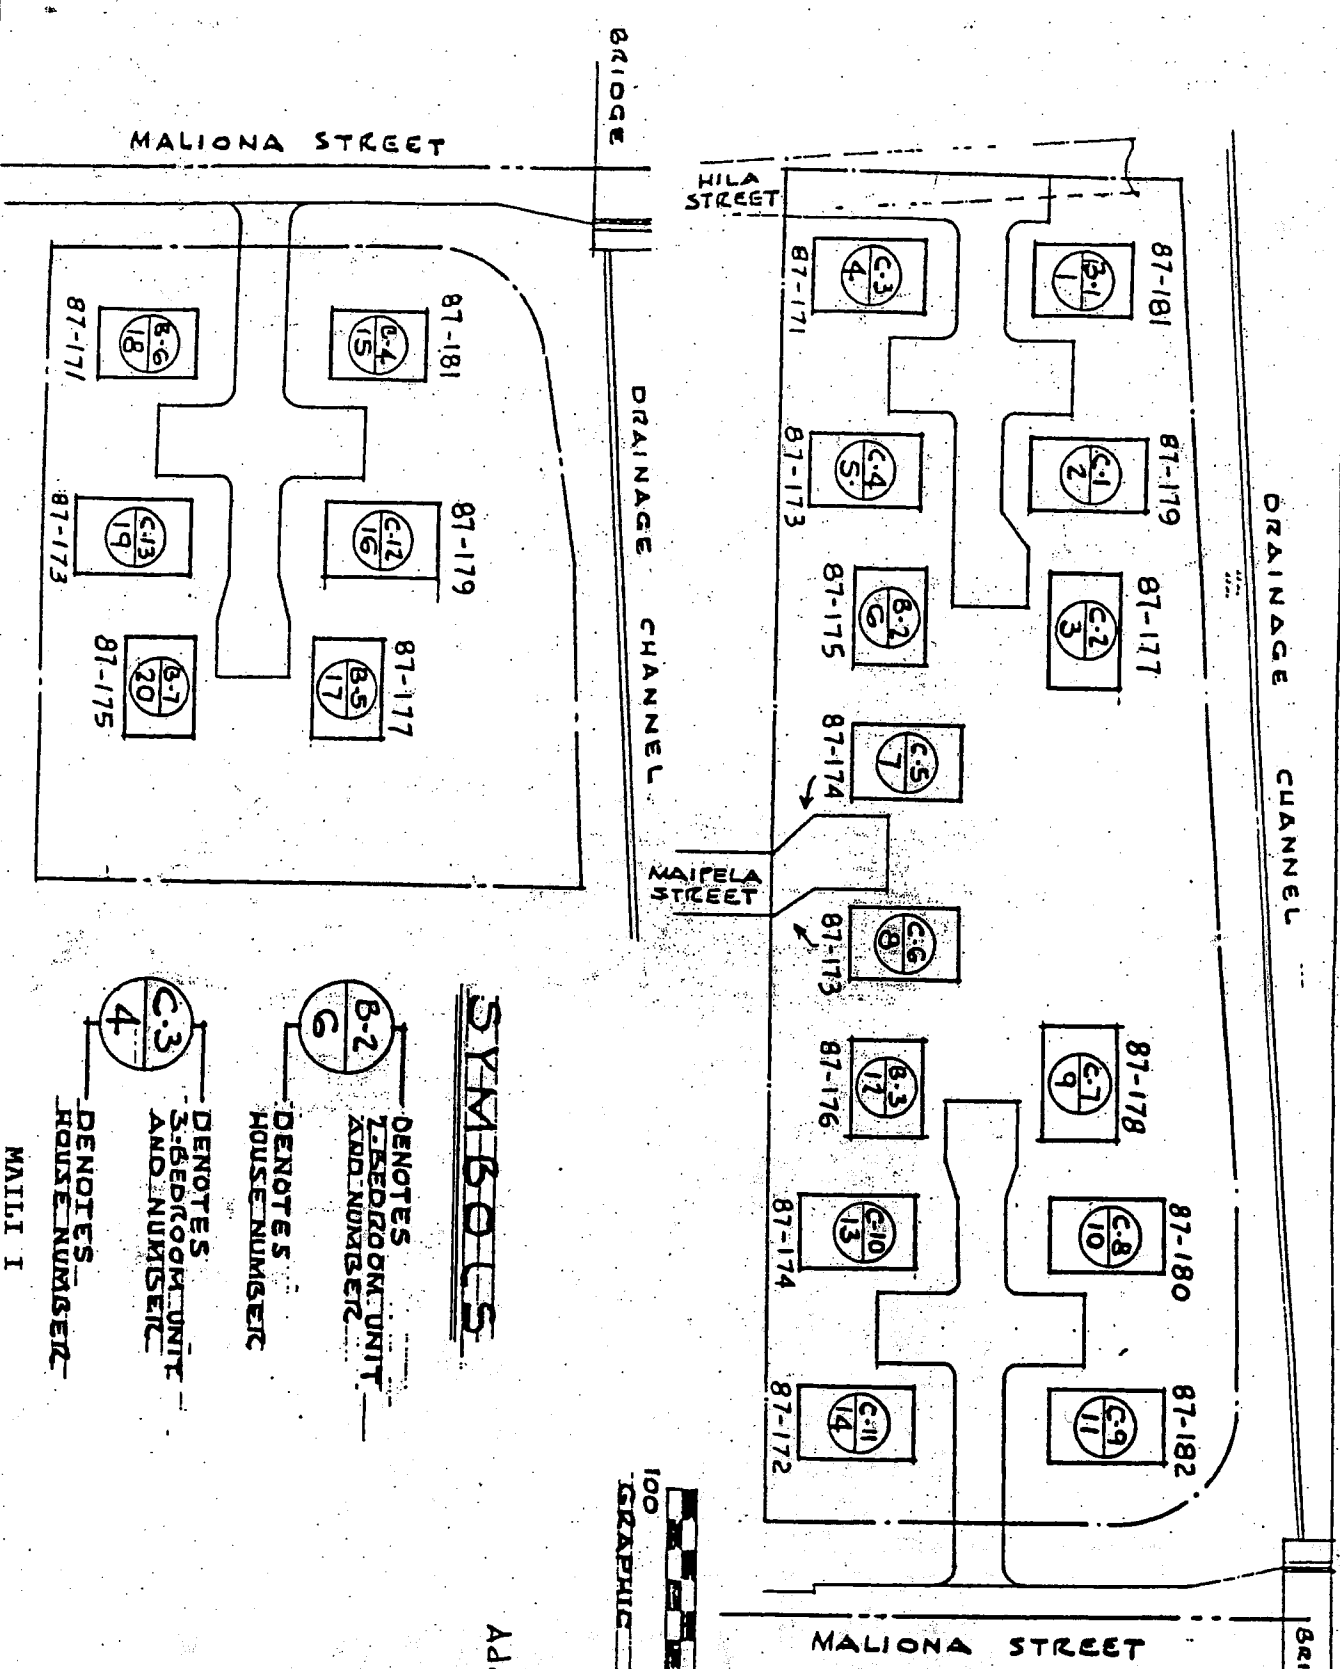 BRIDGE
MALIONA STREET
HILA
STREET
87-171
C-3
4
B-1
1
87-181
87-173
C-4
5
C-1
2
87-179
87-175
B-2
6
C-2
3
87-177
87-174
C-5
7
MAIPELA
STREET
87-173
C-6
8
87-176
B-3
12
C-7
9
87-178
87-174
C-10
13
C-8
10
87-180
87-172
C-11
14
C-9
11
87-182
DRAINAGE CHANNEL
MALIONA STREET
BRI
87-171
B-6
18
B-4
15
87-181
87-173
C-13
19
C-12
16
87-179
87-175
B-7
20
B-5
17
87-177
DRAINAGE CHANNEL
SYMBOLS
B-2
6
DENOTES
2-BEDROOM UNIT
AND NUMBER
DENOTES
HOUSE NUMBER
C-3
4
DENOTES
3-BEDROOM UNIT
AND NUMBER
DENOTES
HOUSE NUMBER
MAILI I
100
GRAPHIC
Ad